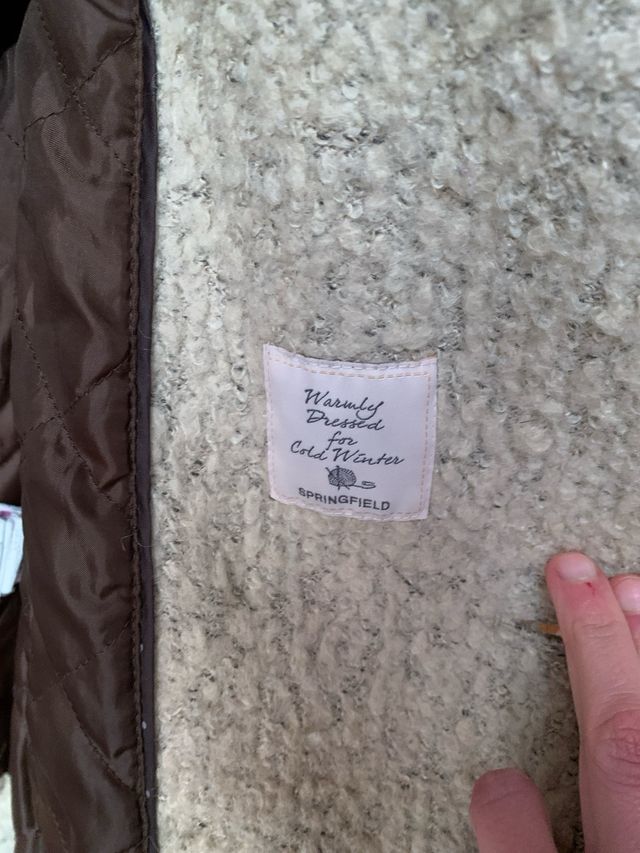 Warmly
Dressed
for
Cold Winter
SPRINGFIELD